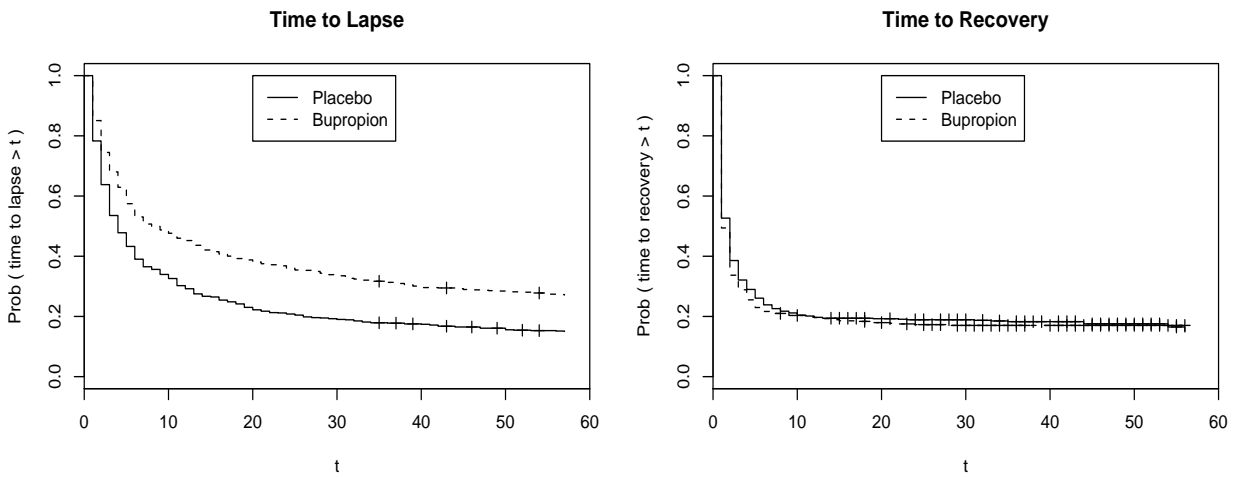 Time to Lapse
Prob ( time to lapse > t )
1.0
0.8
0.6
0.4
0.2
0.0
Placebo
Bupropion
0 10 20 30 40 50 60
t
Time to Recovery
Prob ( time to recovery > t )
1.0
0.8
0.6
0.4
0.2
0.0
Placebo
Bupropion
0 10 20 30 40 50 60
t